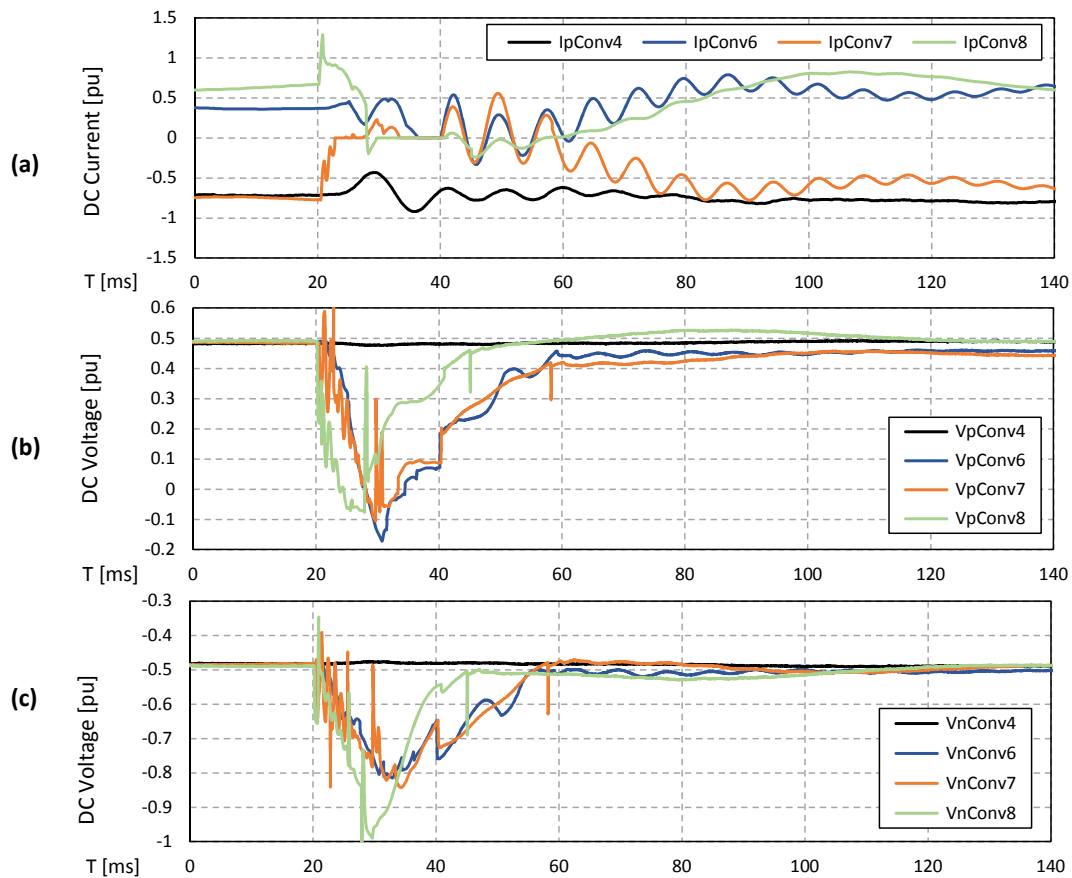 1.5
IpConv4 IpConv6 IpConv7 IpConv8
1
0.5
0
-0.5
-1
-1.5
DC Current [pu]
(a)
T [ms] 0 20 40 60 80 100 120 140
0.6
0.5
0.4
0.3
0.2
0.1
0
-0.1
-0.2
DC Voltage [pu]
(b)
VpConv4
VpConv6
VpConv7
VpConv8
T [ms] 0 20 40 60 80 100 120 140
-0.3
-0.4
-0.5
-0.6
-0.7
-0.8
-0.9
-1
DC Voltage [pu]
(c)
VnConv4
VnConv6
VnConv7
VnConv8
T [ms] 0 20 40 60 80 100 120 140